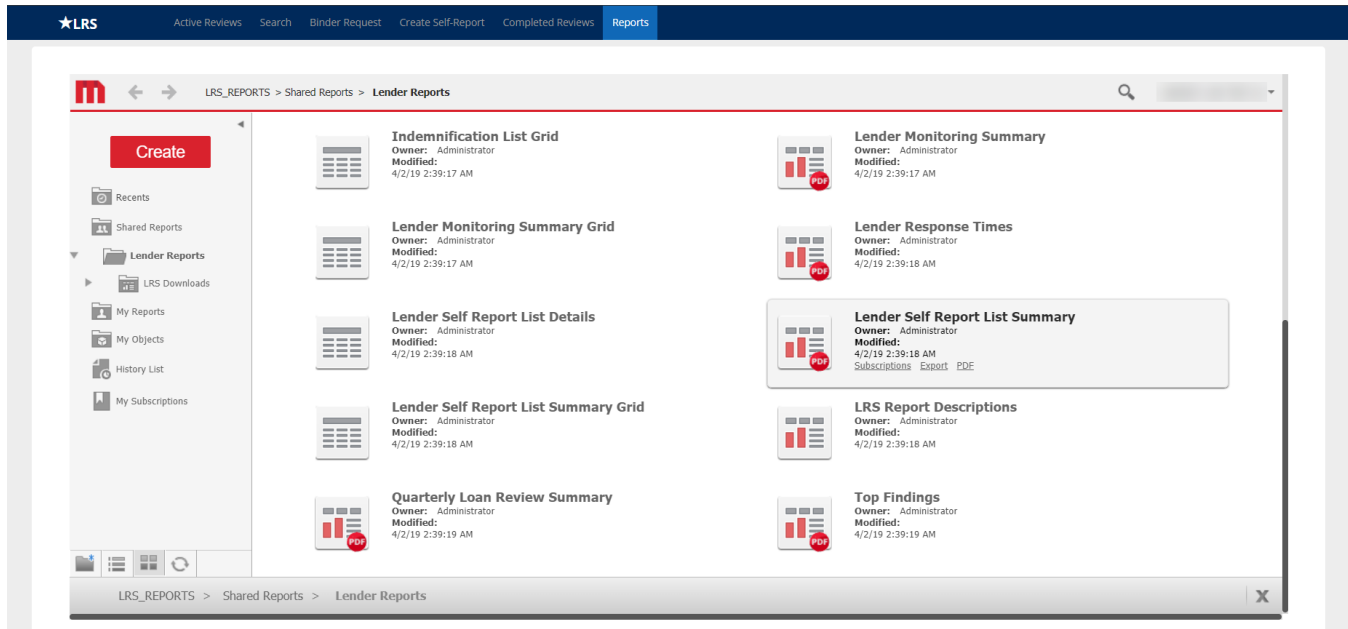 ★LRS Active Reviews Search Binder Request Create Self-Report Completed Reviews Reports
LRS_REPORTS > Shared Reports > Lender Reports
Create
Recents
Shared Reports
Lender Reports
LRS Downloads
My Reports
My Objects
History List
My Subscriptions
Indemnification List Grid
Owner: Administrator
Modified:
4/2/19 2:39:17 AM
Lender Monitoring Summary
Owner: Administrator
Modified:
4/2/19 2:39:17 AM
PDF
Lender Monitoring Summary Grid
Owner: Administrator
Modified:
4/2/19 2:39:17 AM
Lender Response Times
Owner: Administrator
Modified:
4/2/19 2:39:18 AM
PDF
Lender Self Report List Details
Owner: Administrator
Modified:
4/2/19 2:39:18 AM
Lender Self Report List Summary
Owner: Administrator
Modified:
4/2/19 2:39:18 AM
Subscriptions Export PDF
PDF
Lender Self Report List Summary Grid
Owner: Administrator
Modified:
4/2/19 2:39:18 AM
LRS Report Descriptions
Owner: Administrator
Modified:
4/2/19 2:39:18 AM
Quarterly Loan Review Summary
Owner: Administrator
Modified:
4/2/19 2:39:19 AM
PDF
Top Findings
Owner: Administrator
Modified:
4/2/19 2:39:19 AM
PDF
LRS_REPORTS > Shared Reports > Lender Reports X